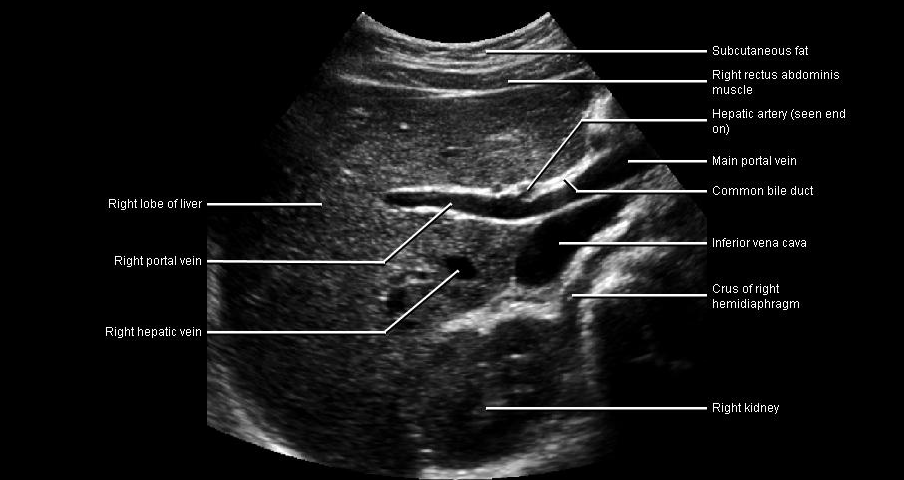 Subcutaneous fat
Right rectus abdominis
muscle
Hepatic artery (seen end
on)
Main portal vein
Common bile duct
Right lobe of liver
Inferior vena cava
Right portal vein
Crus of right
hemidiaphragm
Right hepatic vein
Right kidney